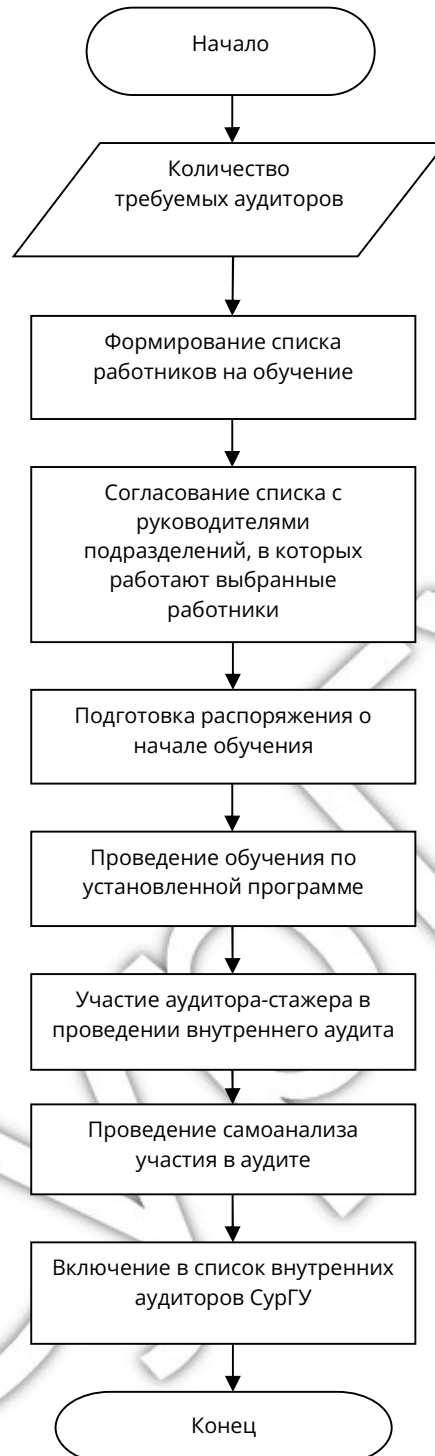 Начало
Количество
требуемых аудиторов
Формирование списка
работников на обучение
Согласование списка с
руководителями
подразделений, в которых
работают выбранные
работники
Подготовка распоряжения о
начале обучения
Проведение обучения по
установленной программе
Участие аудитора-стажера в
проведении внутреннего аудита
Проведение самоанализа
участия в аудите
Включение в список внутренних
аудиторов СурГУ
Конец